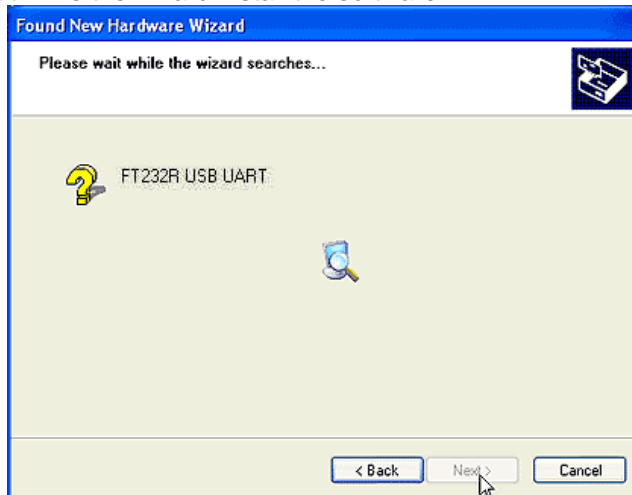 Found New Hardware Wizard
Please wait while the wizard searches...
FT232R USB UART
< Back
Next >
Cancel